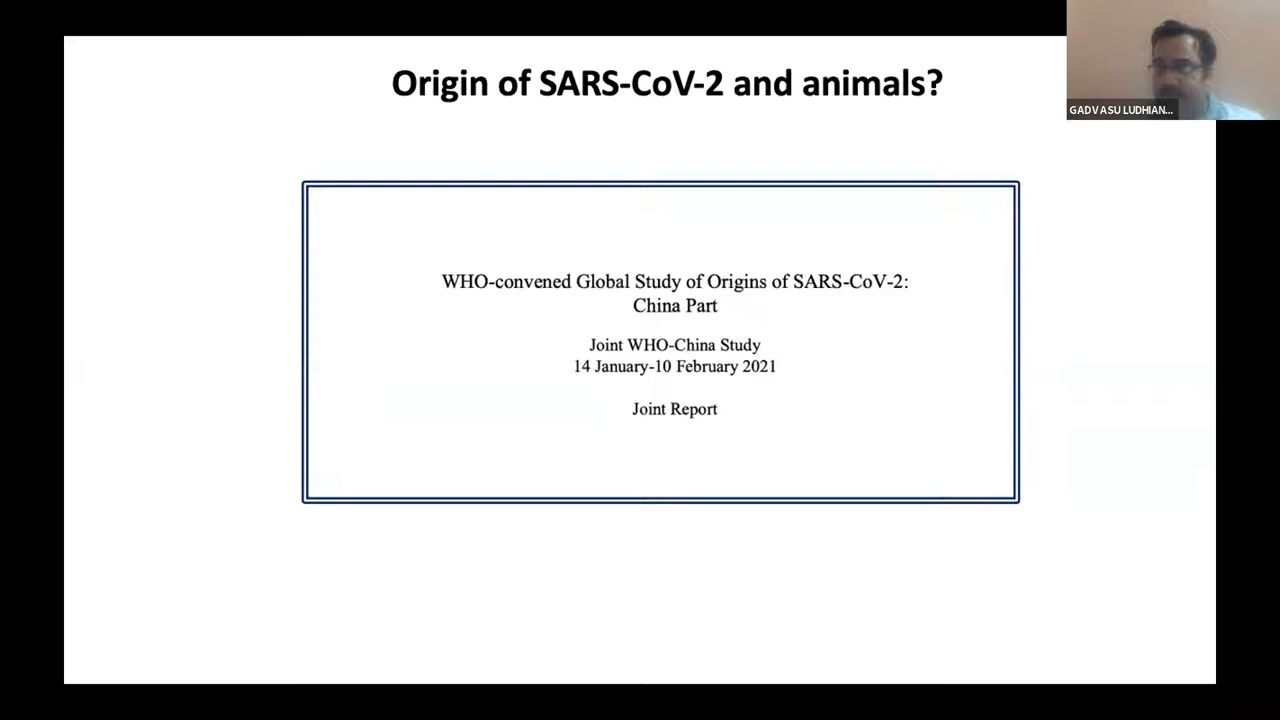 Origin of SARS-CoV-2 and animals?
GADVASU LUDHIAN...
WHO-convened Global Study of Origins of SARS-CoV-2:
China Part
Joint WHO-China Study
14 January-10 February 2021
Joint Report